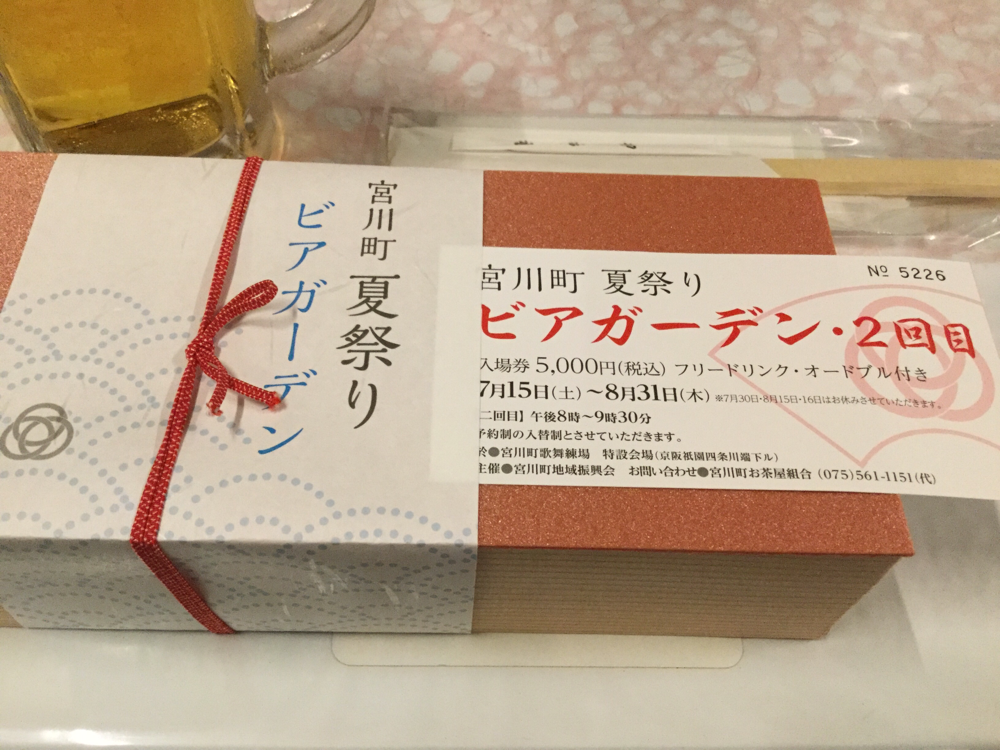 宮川町 夏祭り
ビアガーデン
宮川町 夏祭り
№ 5226
ビアガーデン・2回目
入場券 5,000円(税込) フリードリンク・オードブル付き
7月15日(土)～8月31日(木) ※7月30日・8月15日・16日はお休みさせていただきます。
二回目】午後8時～9時30分
予約制の入替制とさせていただきます。
於●宮川町歌舞練場 特設会場(京阪祇園四条川端下ル)
主催●宮川町地域振興会 お問い合わせ●宮川町お茶屋組合 (075)561-1151(代)